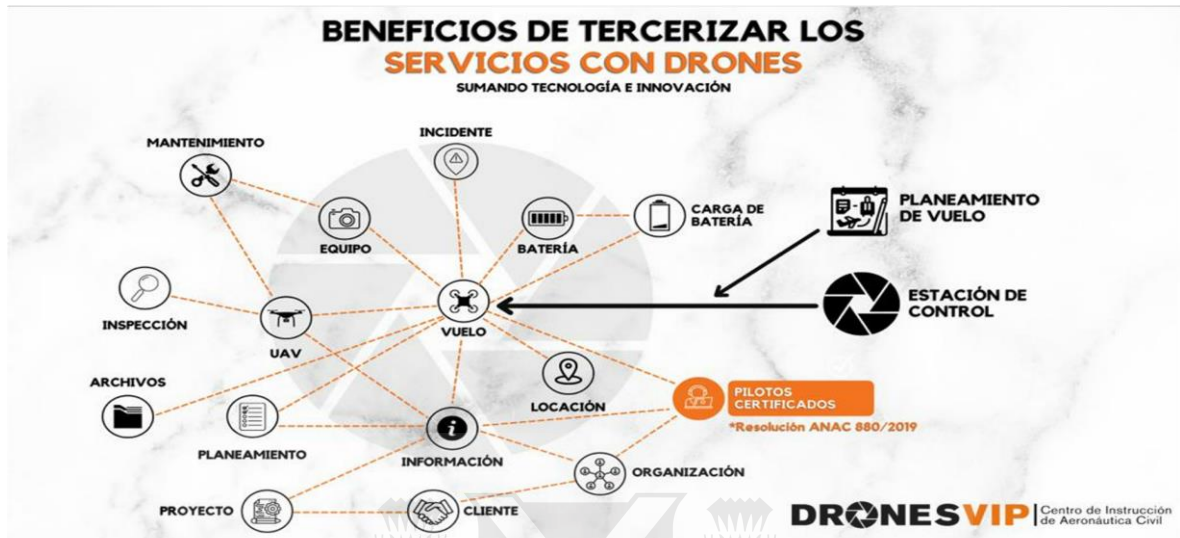 BENEFICIOS DE TERCERIZAR LOS
SERVICIOS CON DRONES
SUMANDO TECNOLOGÍA E INNOVACIÓN
INCIDENTE
MANTENIMIENTO
EQUIPO
BATERÍA
CARGA DE
BATERÍA
PLANEAMIENTO
DE VUELO
INSPECCIÓN
UAV
VUELO
ESTACIÓN DE
CONTROL
ARCHIVOS
LOCACIÓN
PILOTOS
CERTIFICADOS
*Resolución ANAC 880/2019
PLANEAMIENTO
INFORMACIÓN
ORGANIZACIÓN
PROYECTO
CLIENTE
DRONESVIP
Centro de Instrucción
de Aeronáutica Civil